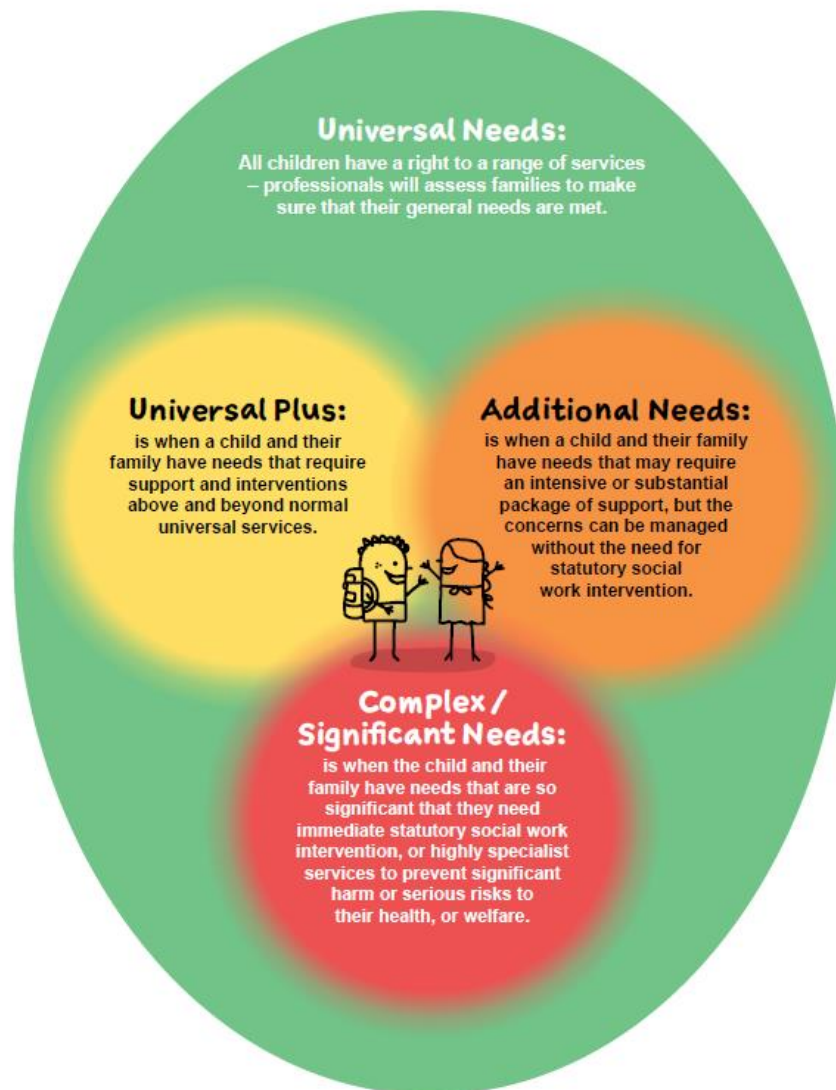 Universal Needs:
All children have a right to a range of services
– professionals will assess families to make
sure that their general needs are met.
Universal Plus:
is when a child and their
family have needs that require
support and interventions
above and beyond normal
universal services.
Additional Needs:
is when a child and their family
have needs that may require
an intensive or substantial
package of support, but the
concerns can be managed
without the need for
statutory social
work intervention.
Complex/
Significant Needs:
is when the child and their
family have needs that are so
significant that they need
immediate statutory social work
intervention, or highly specialist
services to prevent significant
harm or serious risks to
their health, or welfare.